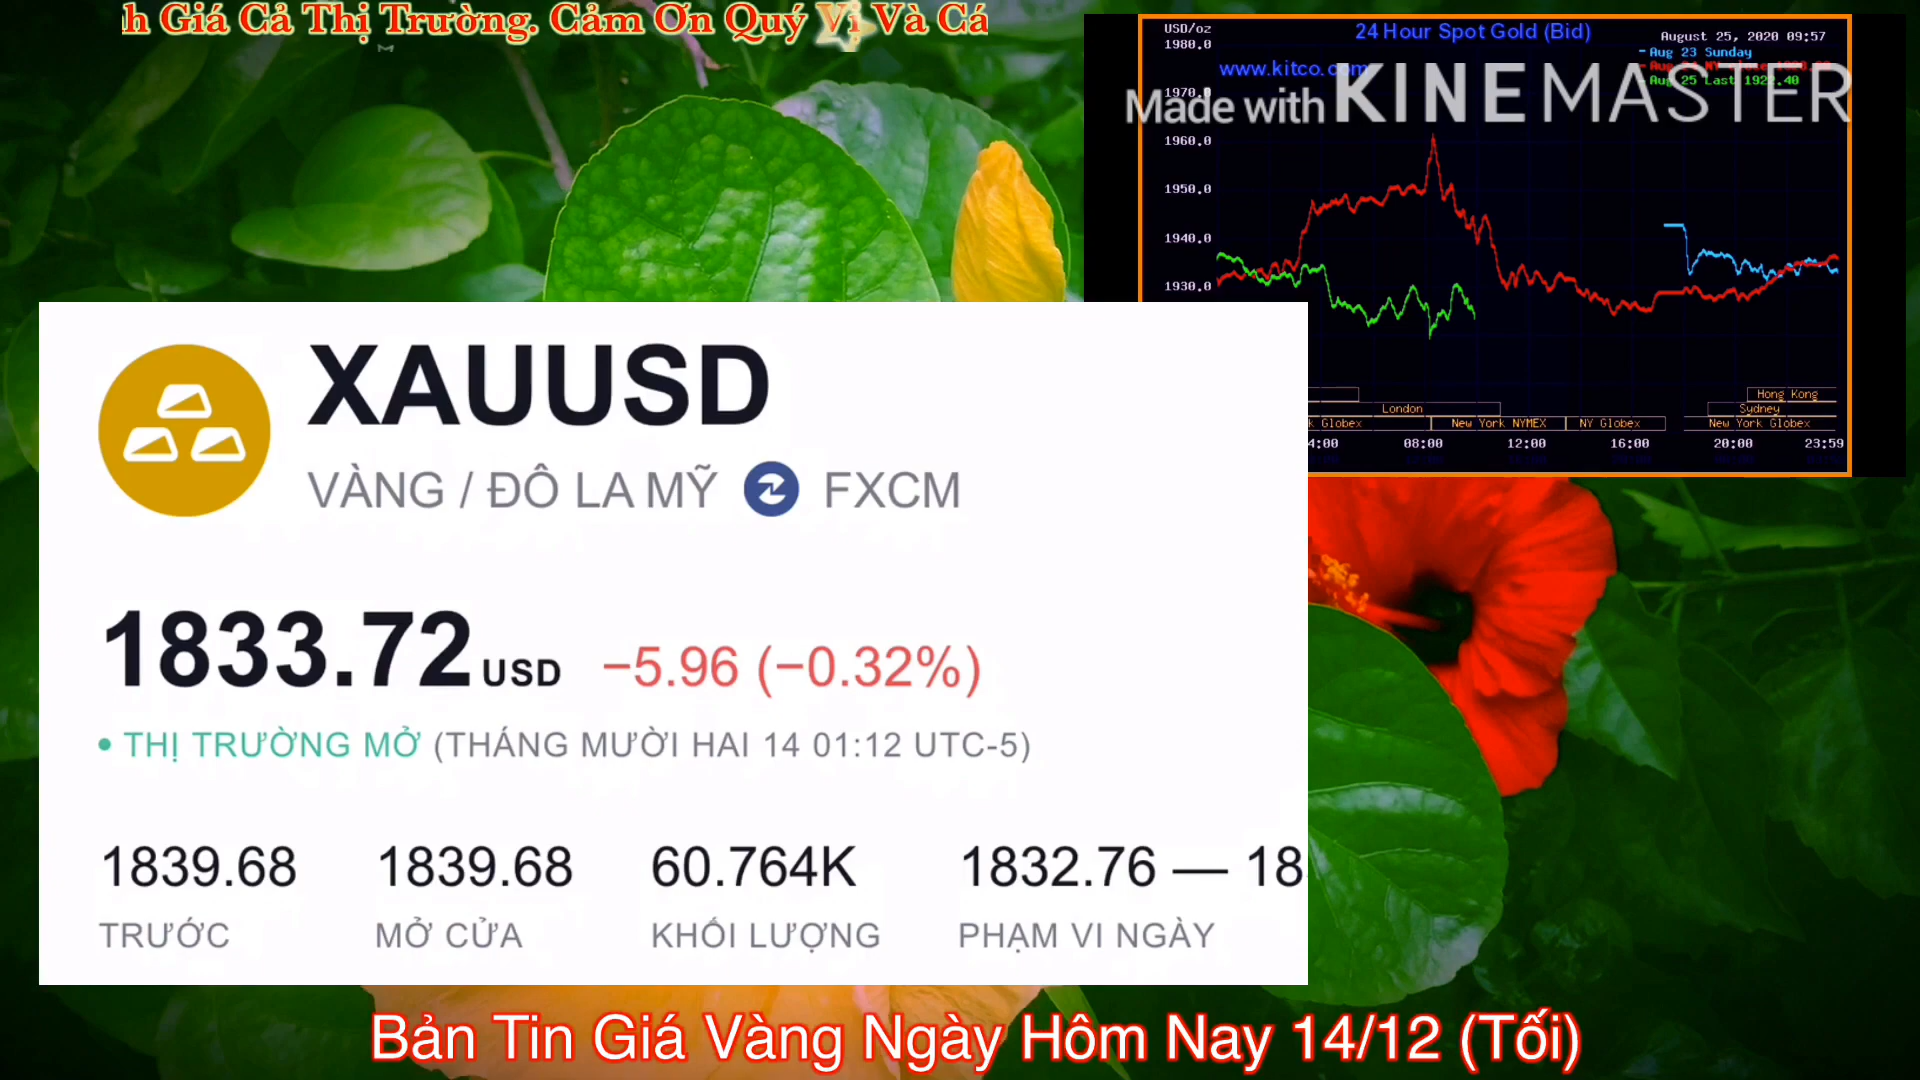 h Giá Cả Thị Trường. Cảm Ơn Quý Vị Và Cá
USD/oz
24 Hour Spot Gold (Bid)
August 25, 2020 09:57
1980.0
Aug 23 Sunday
www.kitco.com
Aug 25 Last 1922.40
1970.0
Made with KINEMASTER
1960.0
1950.0
1940.0
1930.0
Hong Kong
London
Sydney
k Globex
New York NYMEX
NY Globex
New York Globex
4:00
08:00
12:00
16:00
20:00
23:59
XAUUSD
VÀNG / ĐÔ LA MỸ FXCM
1833.72 USD −5.96 (−0.32%)
• THỊ TRƯỜNG MỞ (THÁNG MƯỜI HAI 14 01:12 UTC-5)
1839.68 1839.68 60.764K 1832.76 — 18
TRƯỚC MỞ CỬA KHỐI LƯỢNG PHẠM VI NGÀY
Bản Tin Giá Vàng Ngày Hôm Nay 14/12 (Tối)